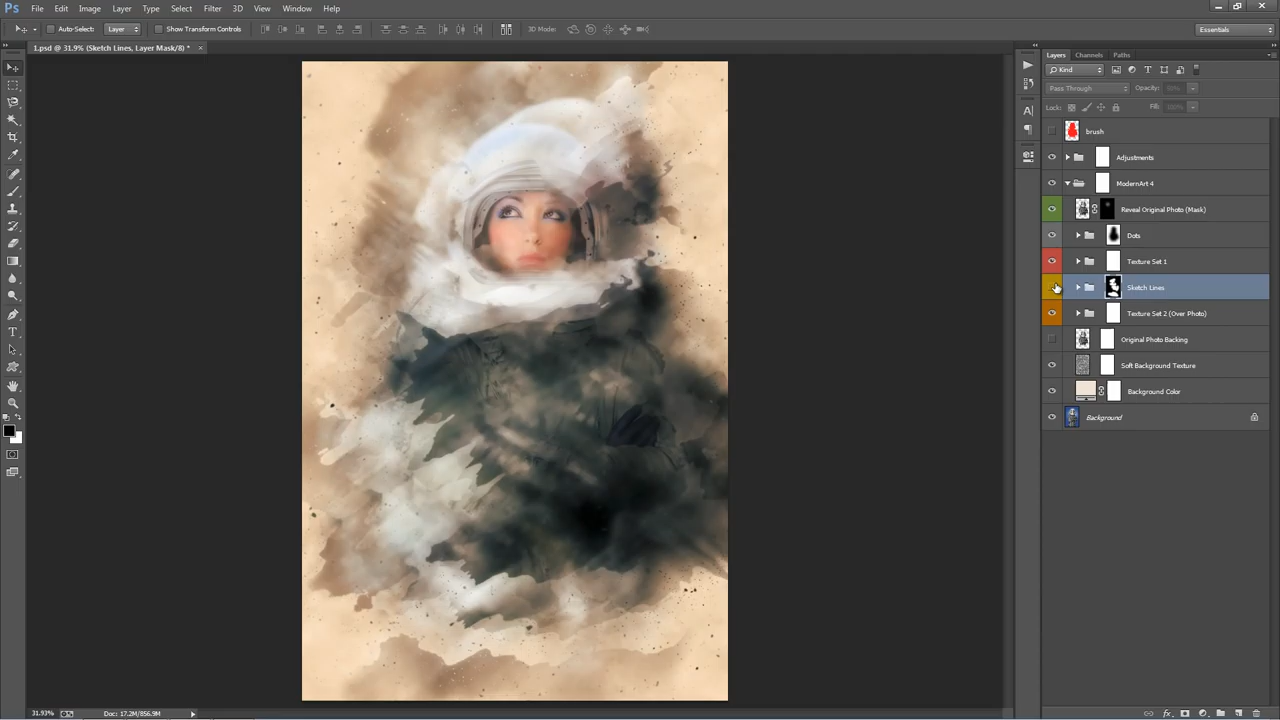 Ps File Edit Image Layer Type Select Filter 3D View Window Help
Auto-Select: Layer Show Transform Controls 3D Mode: Essentials
1.psd @ 31.9% (Sketch Lines, Layer Mask/8) * ×
Layers Channels Paths
Kind
Pass Through Opacity: 90%
Lock: Fill: 100%
brush
Adjustments
ModernArt 4
Reveal Original Photo (Mask)
Dots
Texture Set 1
Sketch Lines
Texture Set 2 (Over Photo)
Original Photo Backing
Soft Background Texture
Background Color
Background
31.93% Doc: 17.2M/856.9M